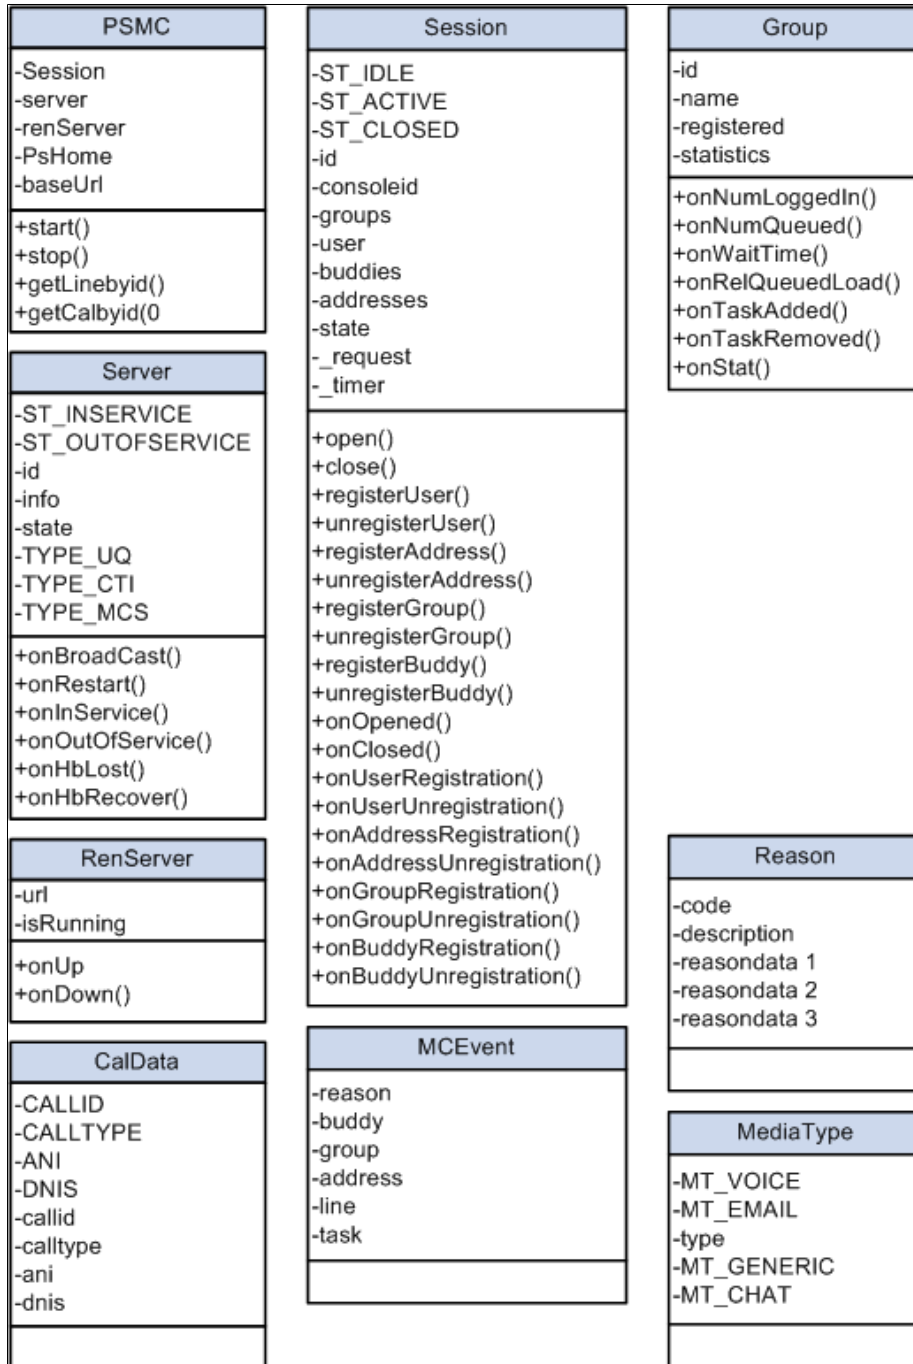 PSMC
-Session
-server
-renServer
-PsHome
-baseUrl
+start()
+stop()
+getLinebyid()
+getCalbyid(0
Server
-ST_INSERVICE
-ST_OUTOFSERVICE
-id
-info
-state
-TYPE_UQ
-TYPE_CTI
-TYPE_MCS
+onBroadCast()
+onRestart()
+onInService()
+onOutOfService()
+onHbLost()
+onHbRecover()
RenServer
-url
-isRunning
+onUp
+onDown()
CalData
-CALLID
-CALLTYPE
-ANI
-DNIS
-callid
-calltype
-ani
-dnis
Session
-ST_IDLE
-ST_ACTIVE
-ST_CLOSED
-id
-consoleid
-groups
-user
-buddies
-addresses
-state
-_request
-_timer
+open()
+close()
+registerUser()
+unregisterUser()
+registerAddress()
+unregisterAddress()
+registerGroup()
+unregisterGroup()
+registerBuddy()
+unregisterBuddy()
+onOpened()
+onClosed()
+onUserRegistration()
+onUserUnregistration()
+onAddressRegistration()
+onAddressUnregistration()
+onGroupRegistration()
+onGroupUnregistration()
+onBuddyRegistration()
+onBuddyUnregistration()
MCEvent
-reason
-buddy
-group
-address
-line
-task
Group
-id
-name
-registered
-statistics
+onNumLoggedIn()
+onNumQueued()
+onWaitTime()
+onRelQueuedLoad()
+onTaskAdded()
+onTaskRemoved()
+onStat()
Reason
-code
-description
-reasondata 1
-reasondata 2
-reasondata 3
MediaType
-MT_VOICE
-MT_EMAIL
-type
-MT_GENERIC
-MT_CHAT